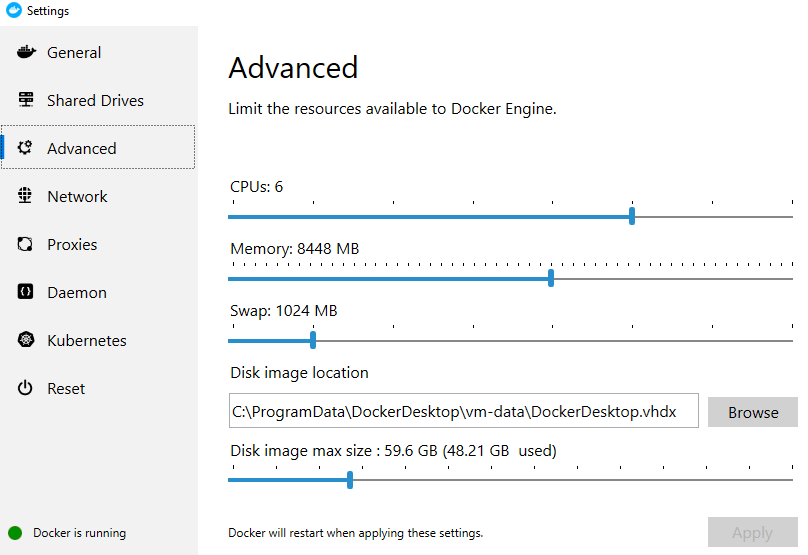 Settings
General
Shared Drives
Advanced
Network
Proxies
Daemon
Kubernetes
Reset
Docker is running
Advanced
Limit the resources available to Docker Engine.
CPUs: 6
Memory: 8448 MB
Swap: 1024 MB
Disk image location
C:\ProgramData\DockerDesktop\vm-data\DockerDesktop.vhdx
Browse
Disk image max size : 59.6 GB (48.21 GB  used)
Docker will restart when applying these settings.
Apply